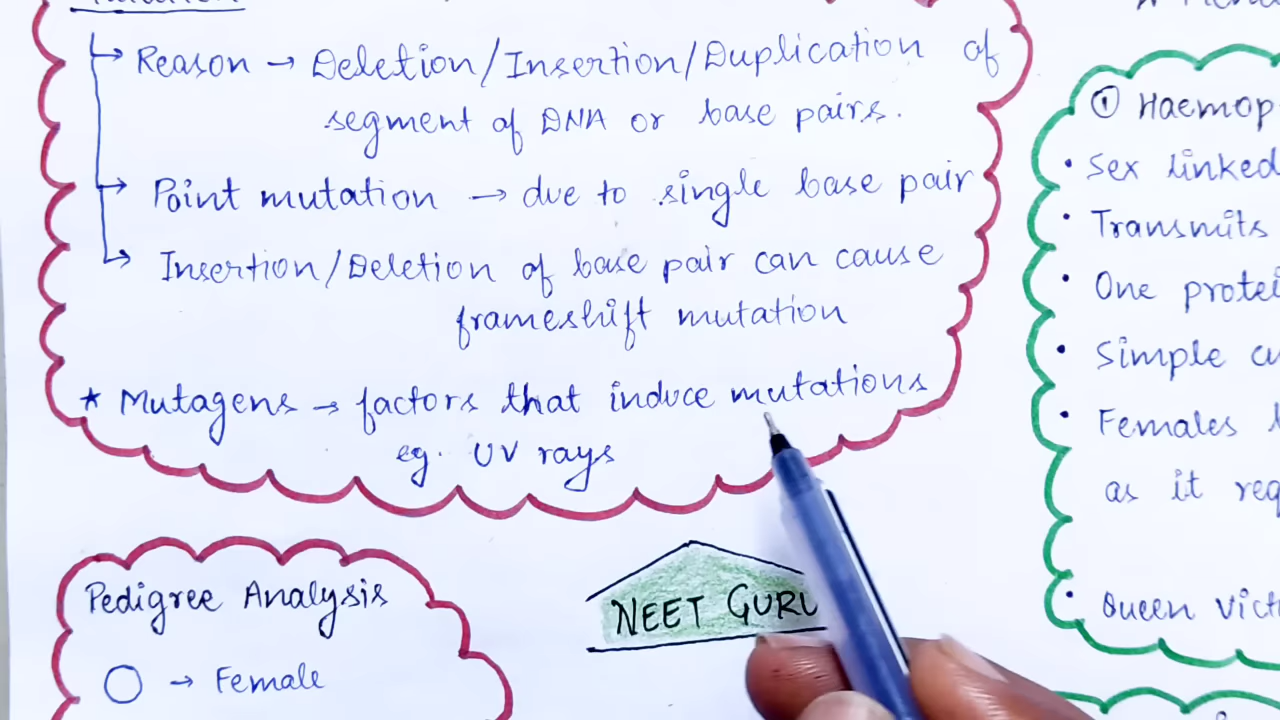 Reason → Deletion/Insertion/Duplication of
segment of DNA or base pairs.
Point mutation → due to single base pair
Insertion/Deletion of base pair can cause
frameshift mutation
★ Mutagens → factors that induce mutations
eg. UV rays
Pedigree Analysis
→ Female
NEET GURU
① Haemop
• Sex linked
• Transmits
• One protei
• Simple
• Females
as it req
• Queen Vict